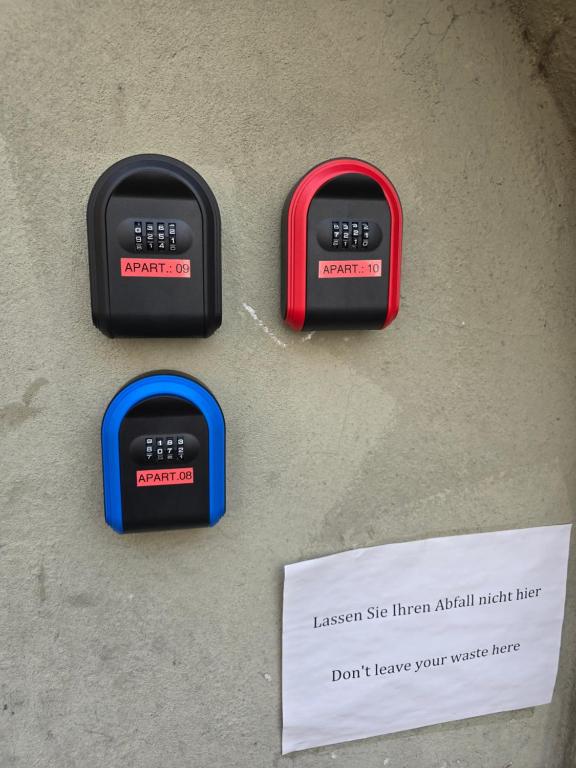 APART.: 09
APART.: 10
APART.08
Lassen Sie Ihren Abfall nicht hier
Don't leave your waste here